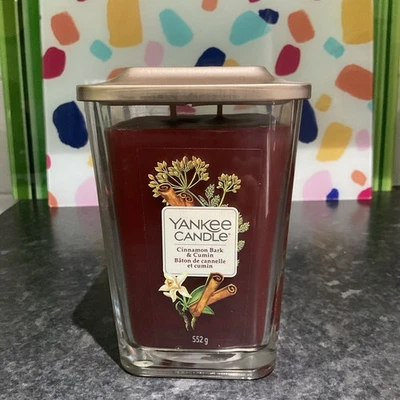 YANKEE
CANDLE®
Cinnamon Bark
& Cumin
Bâton de cannelle
et cumin
552 g